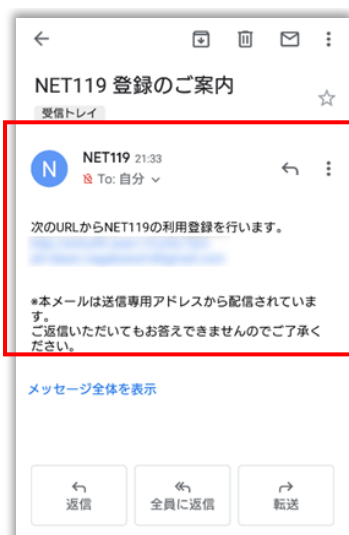 NET119 登録のご案内
受信トレイ
N
NET119 21:33
To: 自分
次のURLからNET119の利用登録を行います。
*本メールは送信専用アドレスから配信されていま
す。
ご返信いただいてもお答えできませんのでご了承く
ださい。
メッセージ全体を表示
返信
全員に返信
転送